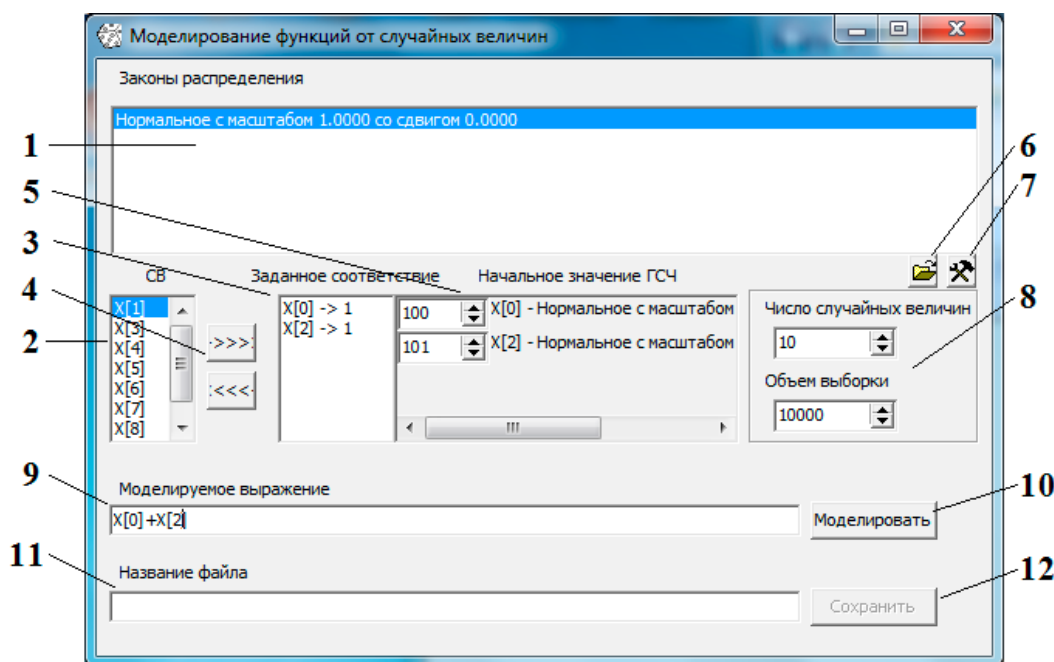 Моделирование функций от случайных величин
Законы распределения
Нормальное с масштабом 1.0000 со сдвигом 0.0000
1
5
3
4
2
6
7
8
СВ
Заданное соответствие
Начальное значение ГСЧ
X[1]
X[3]
X[4]
X[5]
X[6]
X[7]
X[8]
>>>>
<<<<
X[0] -> 1
X[2] -> 1
100
X[0] - Нормальное с масштабом
101
X[2] - Нормальное с масштабом
Число случайных величин
10
Объем выборки
10000
9
Моделируемое выражение
X[0]+X[2]
Моделировать
10
11
Название файла
Сохранить
12